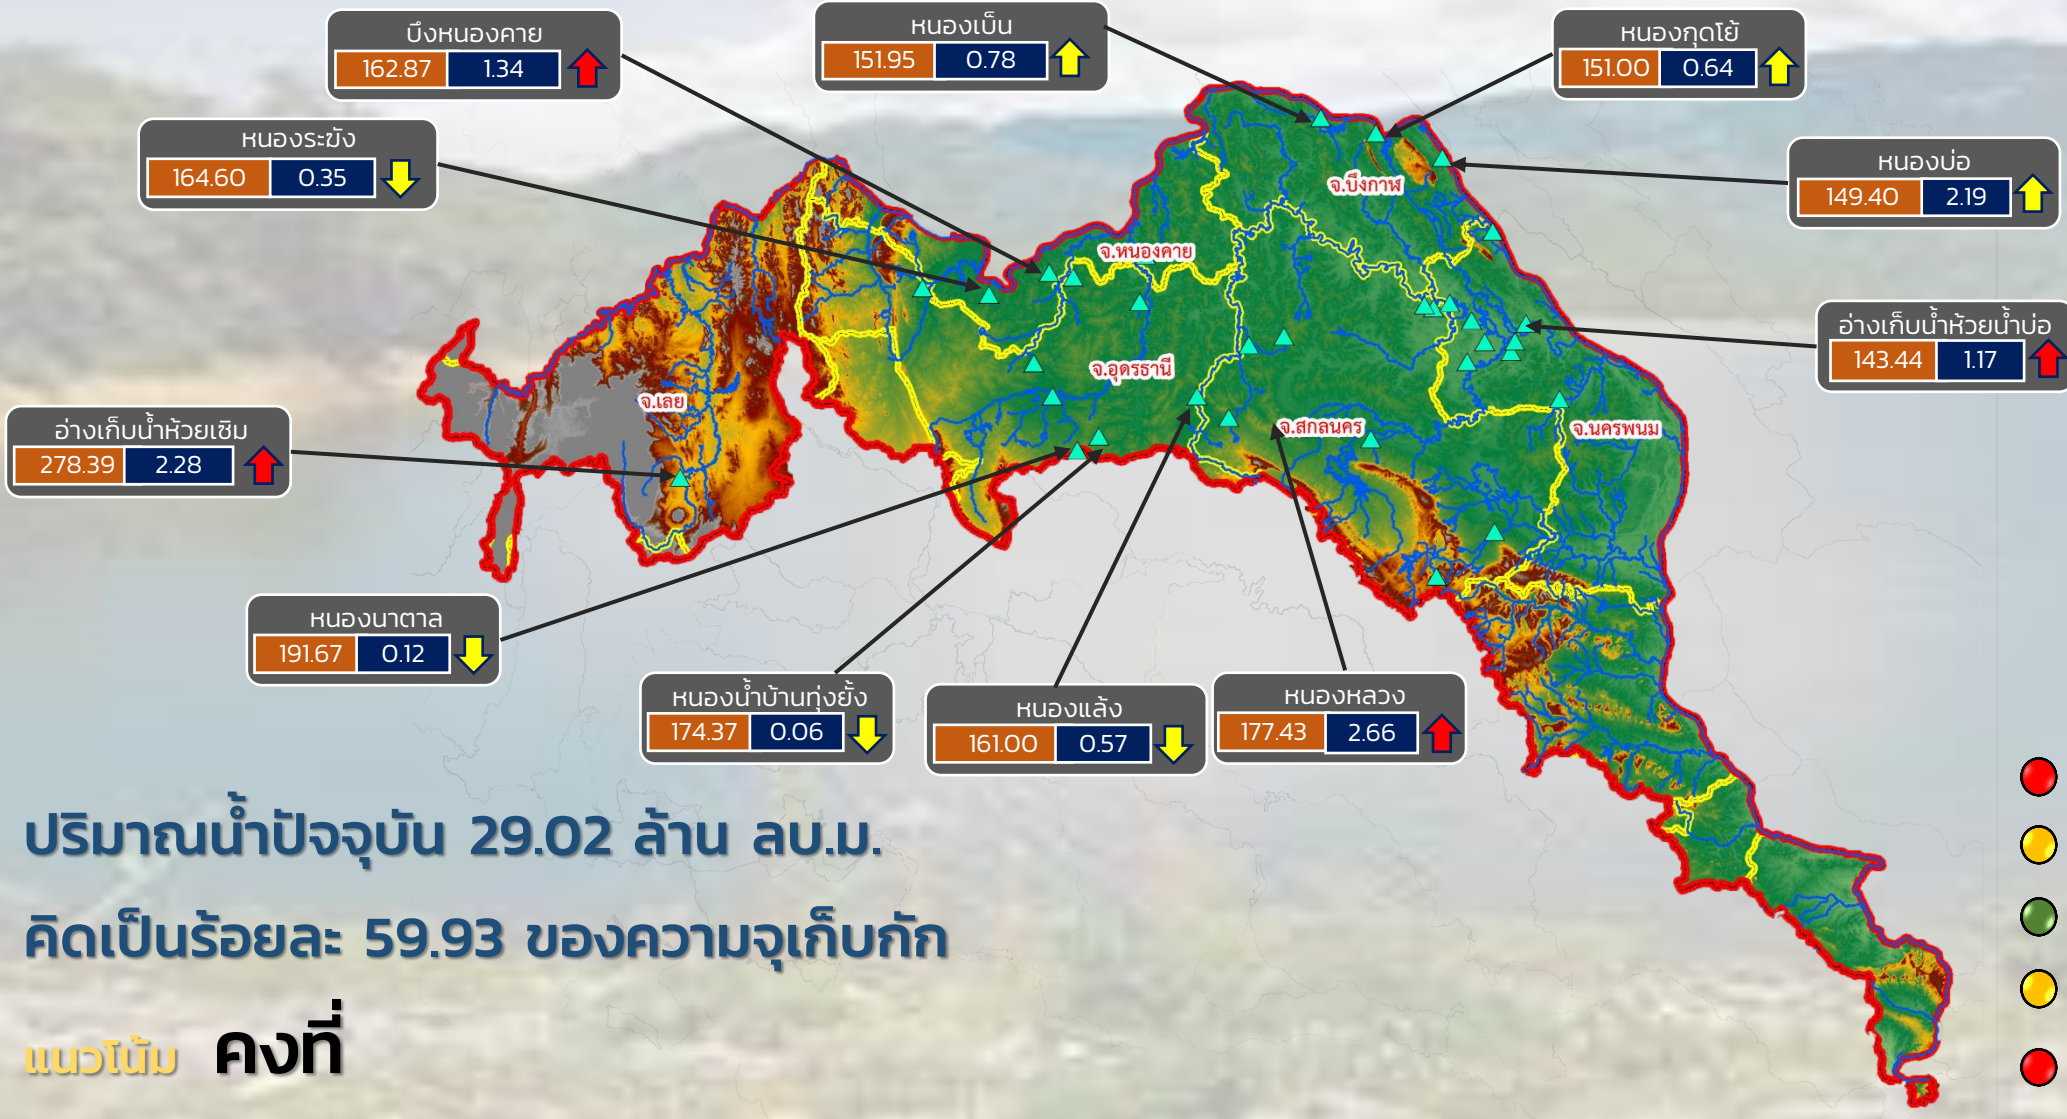 บึงหนองคาย
162.87 1.34
หนองเบ็น
151.95 0.78
หนองกุดโย้
151.00 0.64
หนองระฆัง
164.60 0.35
หนองบ่อ
149.40 2.19
จ.บึงกาฬ
จ.หนองคาย
อ่างเก็บน้ำห้วยน้ำบ่อ
143.44 1.17
จ.อุดรธานี
จ.เลย
จ.สกลนคร
จ.นครพนม
อ่างเก็บน้ำห้วยเซิม
278.39 2.28
หนองนาตาล
191.67 0.12
หนองน้ำบ้านทุ่งยั้ง
174.37 0.06
หนองแล้ง
161.00 0.57
หนองหลวง
177.43 2.66
ปริมาณน้ำปัจจุบัน 29.02 ล้าน ลบ.ม.
คิดเป็นร้อยละ 59.93 ของความจุเก็บกัก
แนวโน้ม คงที่